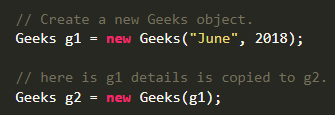 // Create a new Geeks object.
Geeks g1 = new Geeks("June", 2018);
// here is g1 details is copied to g2.
Geeks g2 = new Geeks(g1);